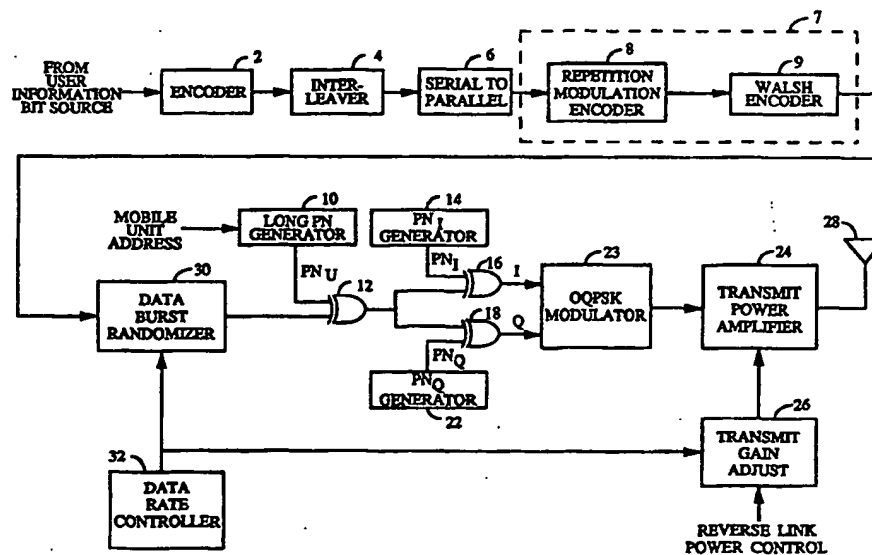 7
2
4
6
8
9
FROM
USER
INFORMATION
BIT SOURCE
ENCODER
INTER-
LEAVER
SERIAL TO
PARALLEL
REPETITION
MODULATION
ENCODER
WALSH
ENCODER
10
14
MOBILE
UNIT
ADDRESS
LONG PN
GENERATOR
PN I
GENERATOR
23
24
28
30
PN U
12
PN I
16
I
DATA
BURST
RANDOMIZER
OQPSK
MODULATOR
TRANSMIT
POWER
AMPLIFIER
18
Q
PN Q
PN Q
GENERATOR
22
26
TRANSMIT
GAIN
ADJUST
32
DATA
RATE
CONTROLLER
REVERSE LINK
POWER CONTROL